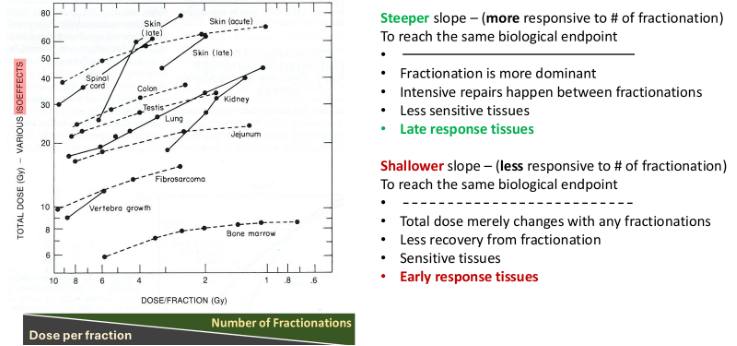 80
60
50
40
30
20
10
8
6
TOTAL DOSE (Gy) – VARIOUS ISOEFFECTS
Skin (late)
Skin (acute)
Skin (late)
Spinal cord
Colon
Testis
Lung
Kidney
Jejunum
Fibrosarcoma
Vertebra growth
Bone marrow
10 8 6 4 2 1 .8 .6
DOSE/FRACTION (Gy)
Number of Fractionations
Dose per fraction
Steeper slope – (more responsive to # of fractionation)
To reach the same biological endpoint
•
• Fractionation is more dominant
• Intensive repairs happen between fractionations
• Less sensitive tissues
• Late response tissues
Shallower slope – (less responsive to # of fractionation)
To reach the same biological endpoint
• - - - - - - - - - - - - - - - - - - - - - - - - - -
• Total dose merely changes with any fractionations
• Less recovery from fractionation
• Sensitive tissues
• Early response tissues